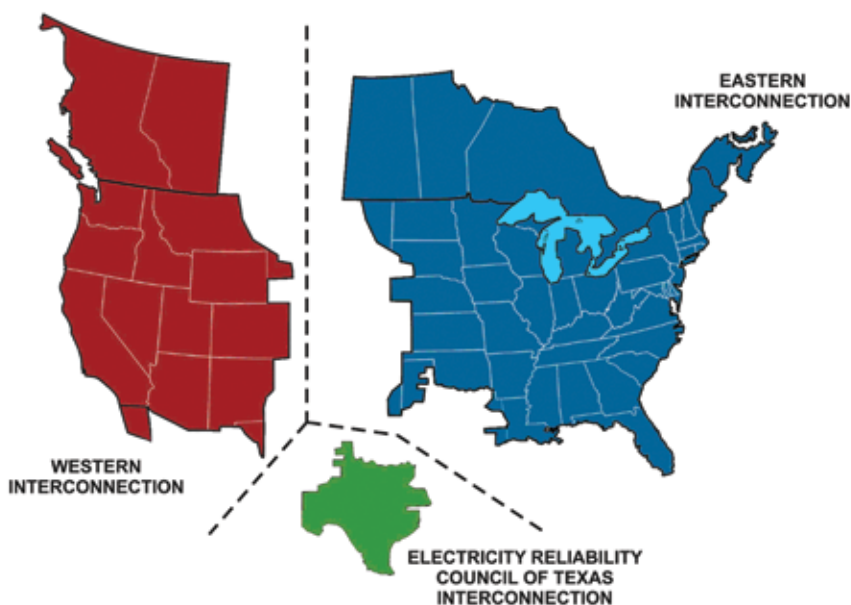 EASTERN
INTERCONNECTION
WESTERN
INTERCONNECTION
ELECTRICITY RELIABILITY
COUNCIL OF TEXAS
INTERCONNECTION